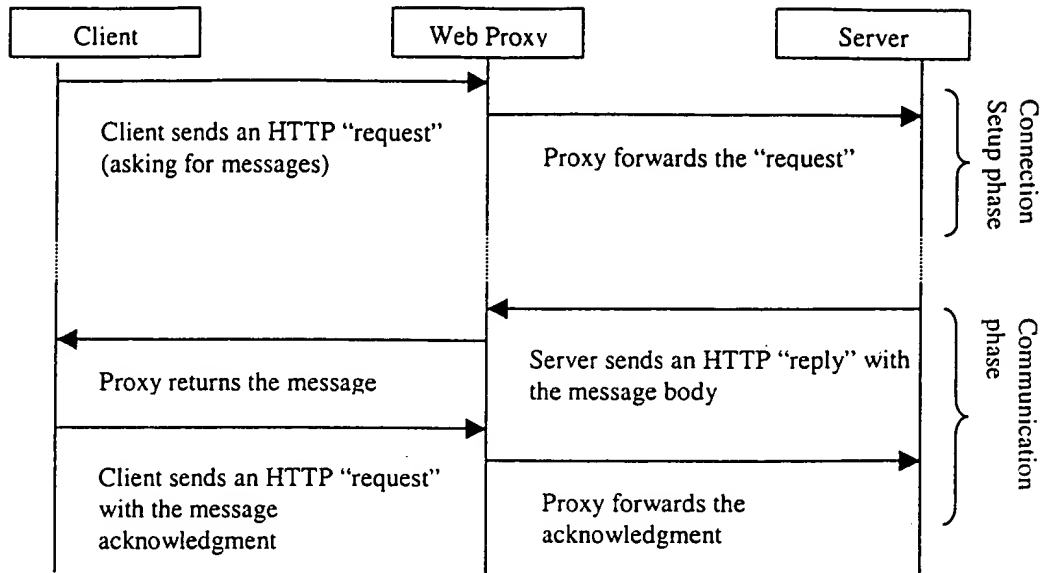 Client
Web Proxy
Server
Client sends an HTTP “request”
(asking for messages)
Proxy forwards the “request”
Connection
Setup phase
Server sends an HTTP “reply” with
the message body
Proxy returns the message
Client sends an HTTP “request”
with the message
acknowledgment
Proxy forwards the
acknowledgment
Communication
phase